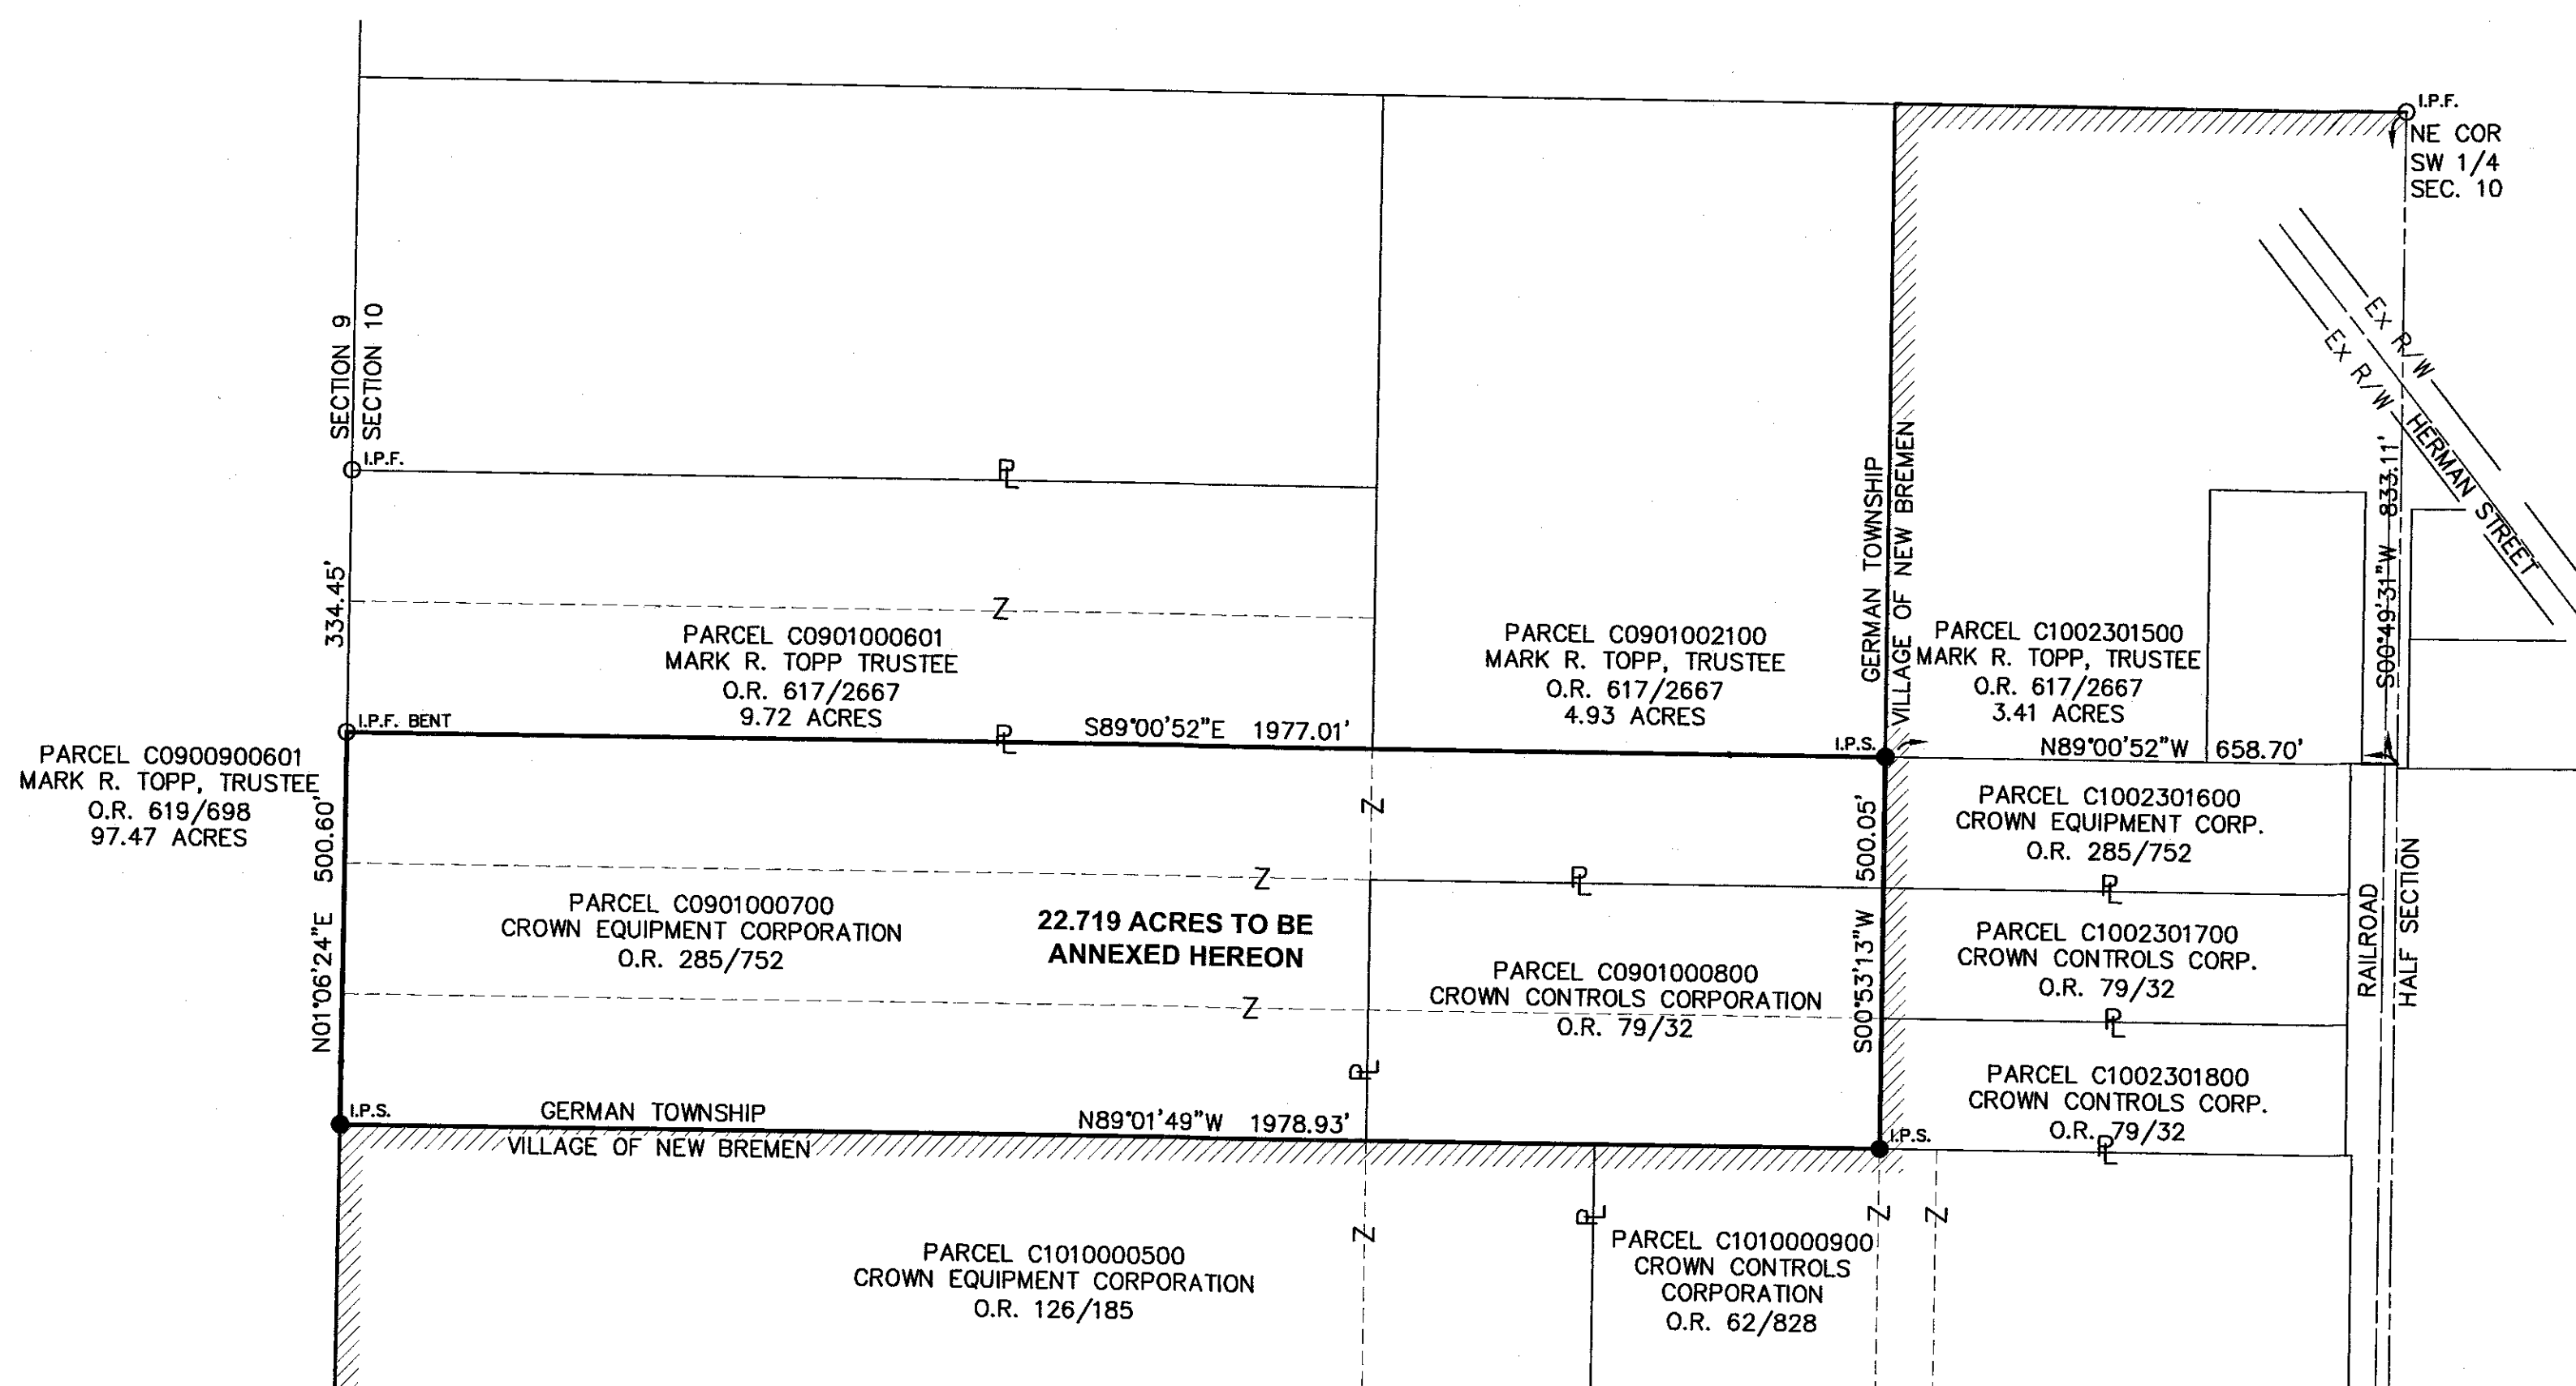 I.P.F.
NE COR
SW 1/4
SEC. 10
SECTION 9
SECTION 10
EX R/W
EX R/W
HERMAN STREET
I.P.F.
PL
334.45'
Z
GERMAN TOWNSHIP
VILLAGE OF NEW BREMEN
S00°49'31"W 833.11'
PARCEL C0901000601
MARK R. TOPP TRUSTEE
O.R. 617/2667
9.72 ACRES
PARCEL C0901002100
MARK R. TOPP, TRUSTEE
O.R. 617/2667
4.93 ACRES
PARCEL C1002301500
MARK R. TOPP, TRUSTEE
O.R. 617/2667
3.41 ACRES
I.P.F. BENT
PL
S89°00'52"E 1977.01'
I.P.S.
N89°00'52"W 658.70'
PARCEL C0900900601
MARK R. TOPP, TRUSTEE
O.R. 619/698
97.47 ACRES
N01°06'24"E 500.60'
Z
Z
PL
S00°53'13"W 500.05'
PARCEL C1002301600
CROWN EQUIPMENT CORP.
O.R. 285/752
PL
RAILROAD
HALF SECTION
PARCEL C0901000700
CROWN EQUIPMENT CORPORATION
O.R. 285/752
22.719 ACRES TO BE
ANNEXED HEREON
PARCEL C0901000800
CROWN CONTROLS CORPORATION
O.R. 79/32
PARCEL C1002301700
CROWN CONTROLS CORP.
O.R. 79/32
Z
PL
PL
PARCEL C1002301800
CROWN CONTROLS CORP.
O.R. 79/32
PL
I.P.S.
GERMAN TOWNSHIP
VILLAGE OF NEW BREMEN
N89°01'49"W 1978.93'
I.P.S.
Z
PL
Z
Z
PARCEL C1010000500
CROWN EQUIPMENT CORPORATION
O.R. 126/185
PARCEL C1010000900
CROWN CONTROLS
CORPORATION
O.R. 62/828